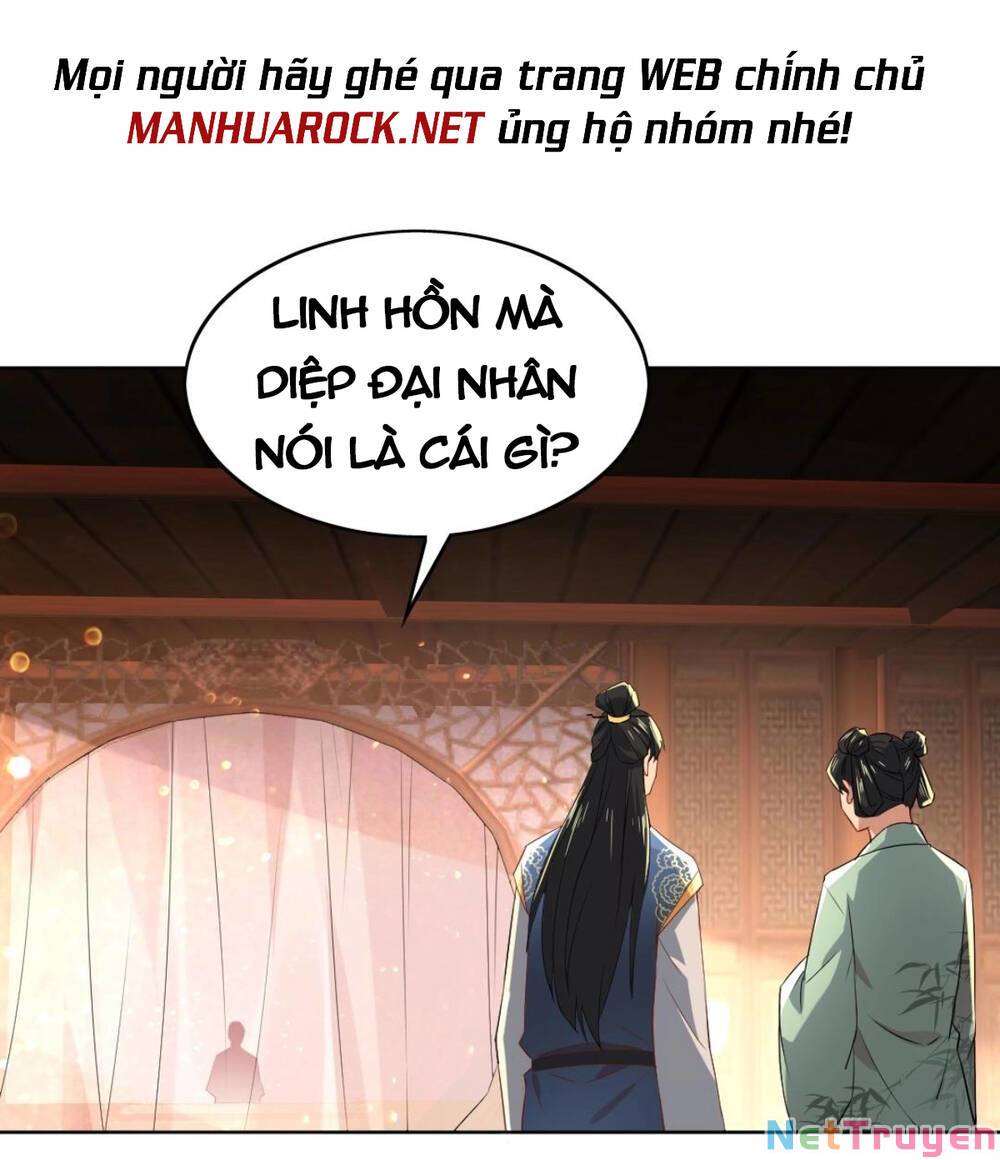 Mọi người hãy ghé qua trang WEB chính chủ
MANHUAROCK.NET ủng hộ nhóm nhé!
LINH HỒN MÀ
DIỆP ĐẠI NHÂN
NÓI LÀ CÁI GÌ?
NetTruyen